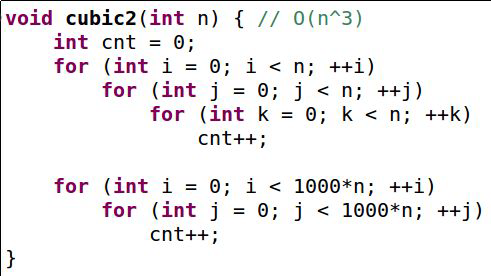 void cubic2(int n) { // O(n^3)
    int cnt = 0;
    for (int i = 0; i < n; ++i)
        for (int j = 0; j < n; ++j)
            for (int k = 0; k < n; ++k)
                cnt++;

    for (int i = 0; i < 1000*n; ++i)
        for (int j = 0; j < 1000*n; ++j)
            cnt++;
}